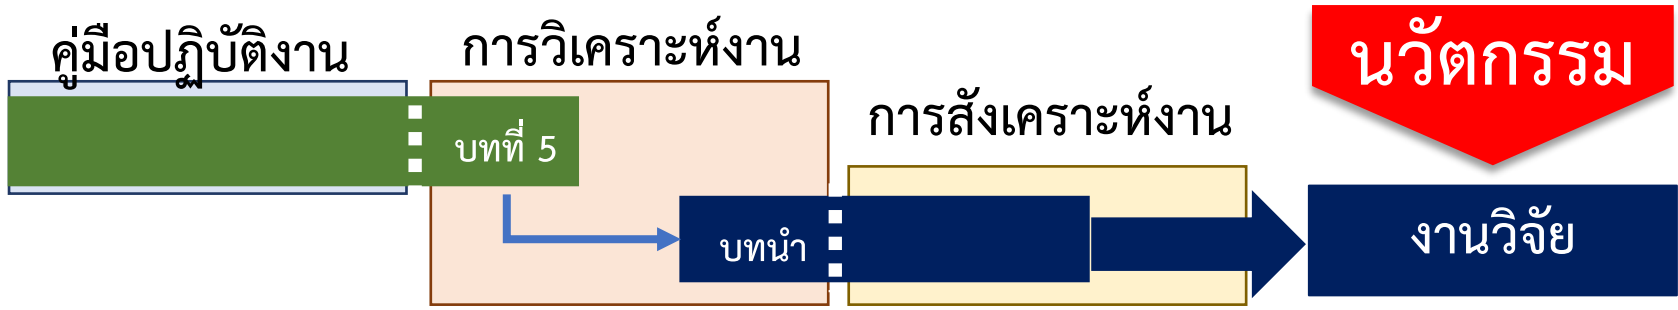 คู่มือปฏิบัติงาน
การวิเคราะห์งาน
การสังเคราะห์งาน
นวัตกรรม
บทที่ 5
บทนำ
งานวิจัย